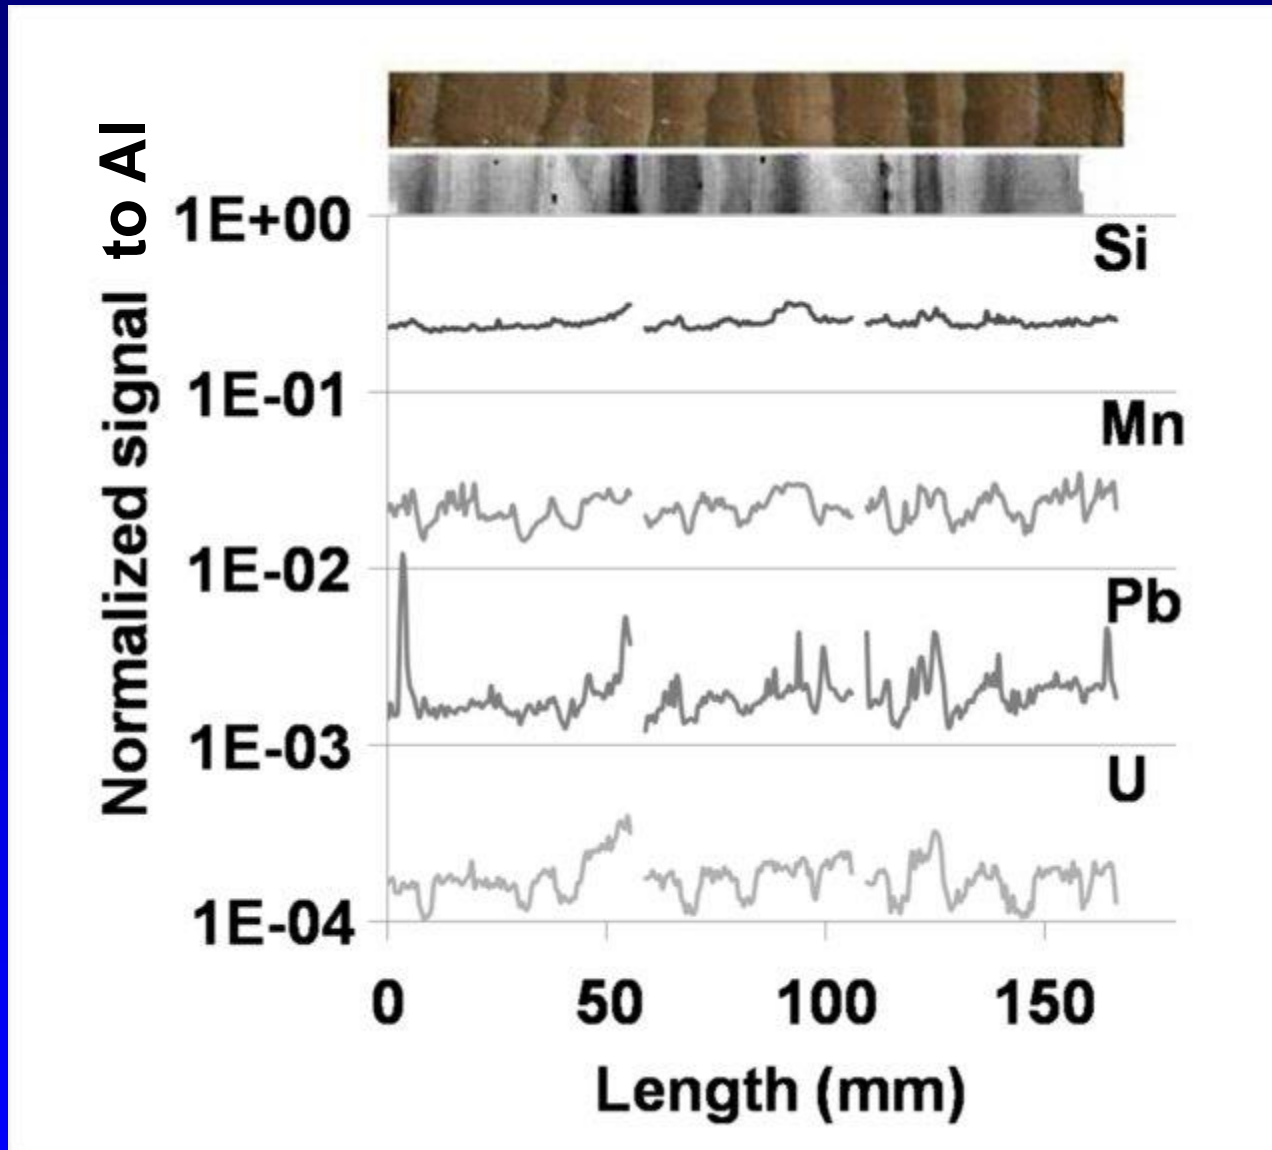 Normalized signal to Al
1E+00
Si
1E-01
Mn
1E-02
Pb
1E-03
U
1E-04
0 50 100 150
Length (mm)